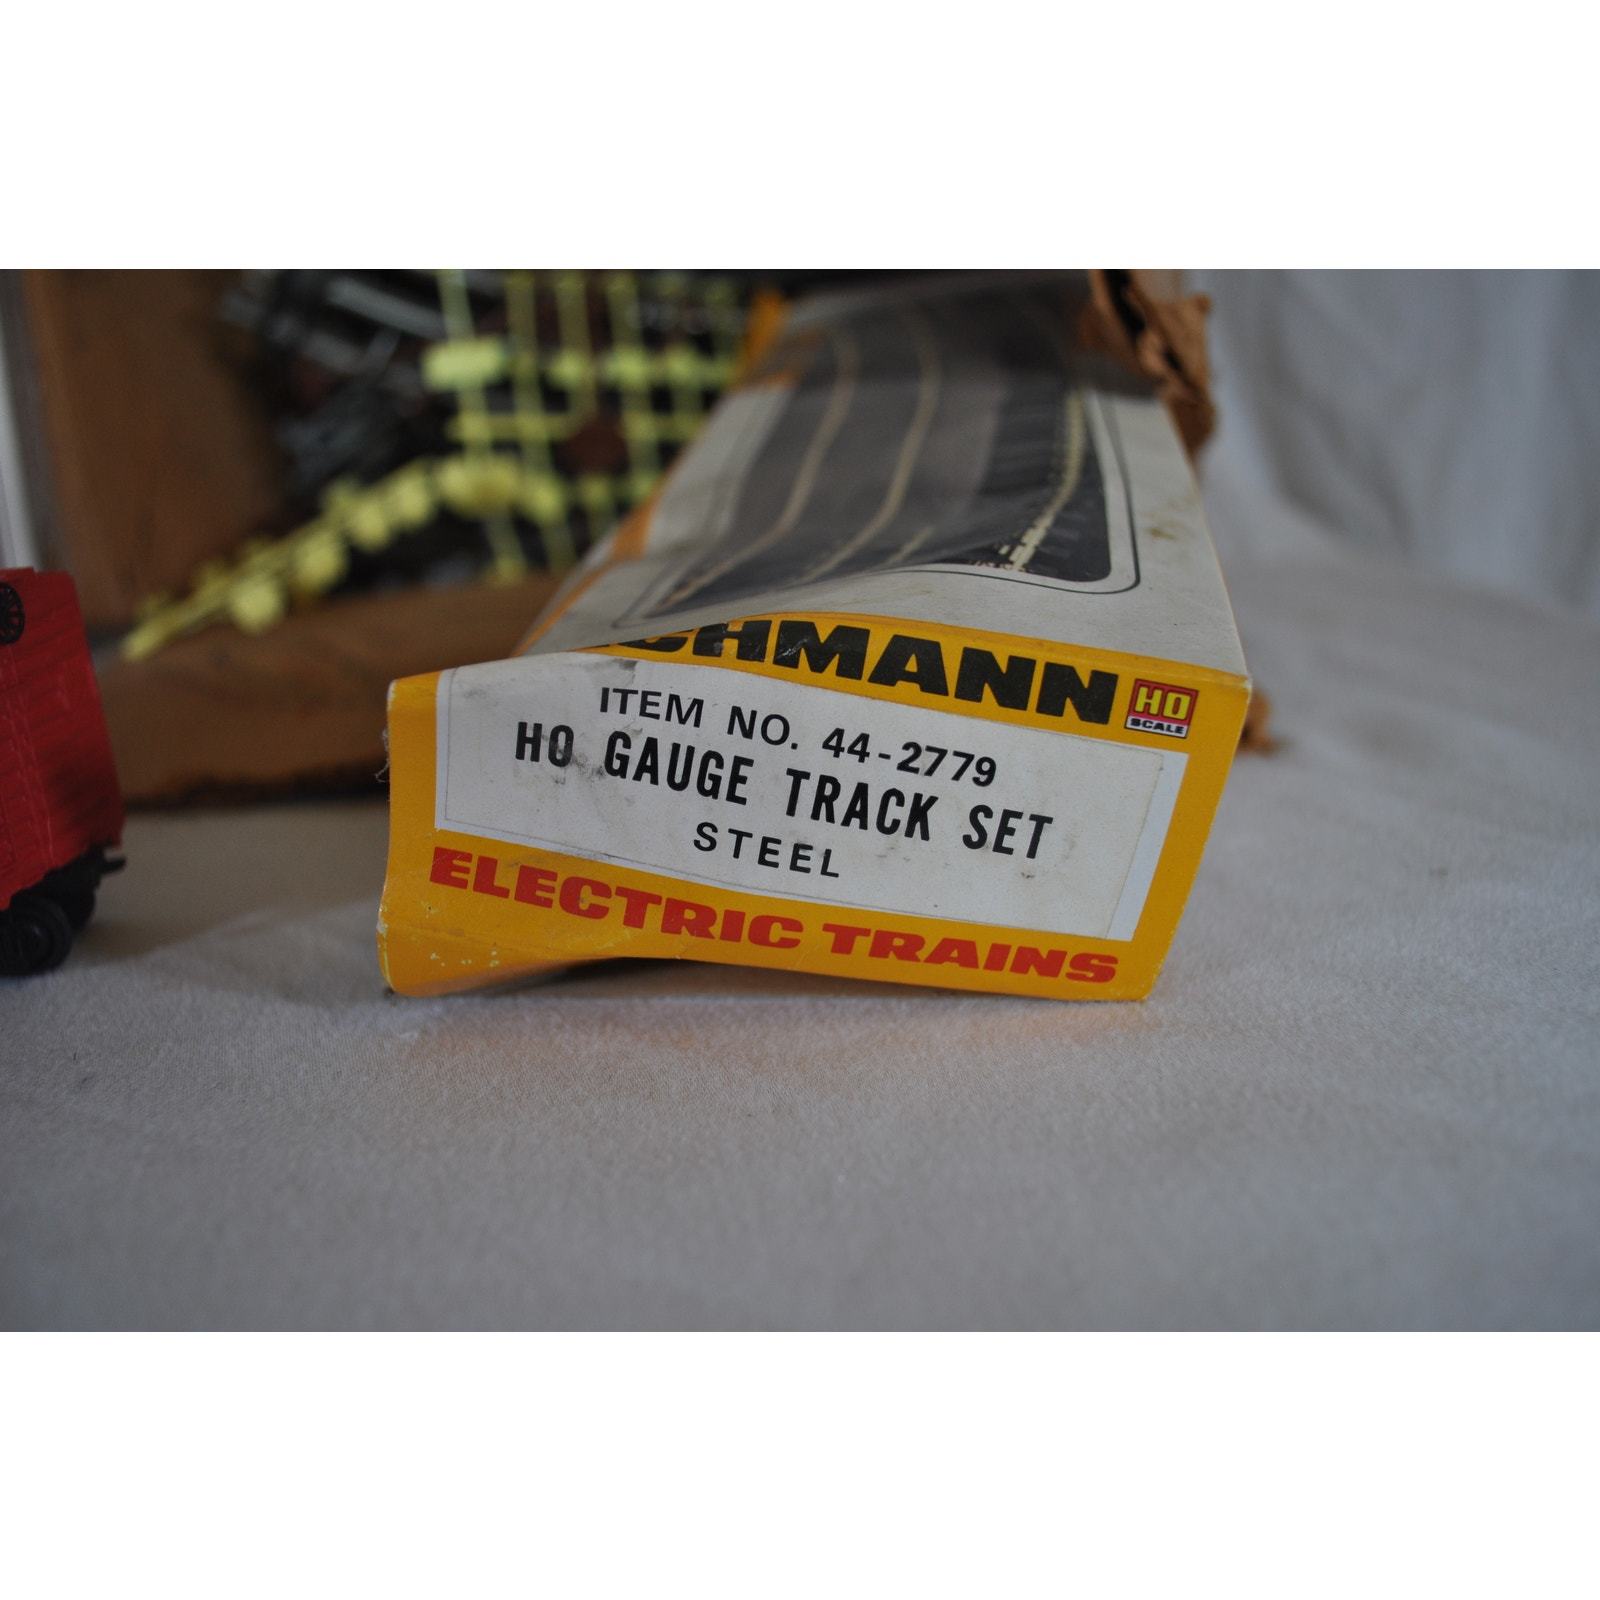 CHMANN
HO
SCALE
ITEM NO. 44-2779
HO GAUGE TRACK SET
STEEL
ELECTRIC TRAINS